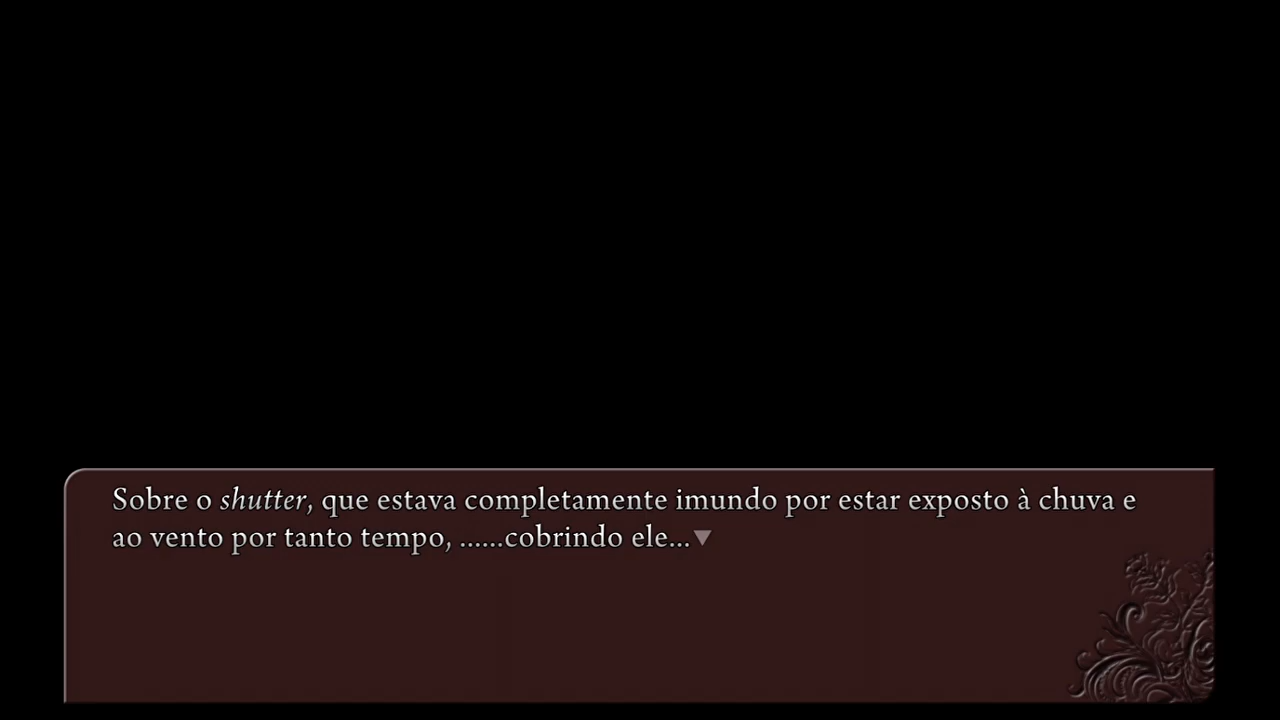 Sobre o shutter, que estava completamente imundo por estar exposto à chuva e
ao vento por tanto tempo, ......cobrindo ele...